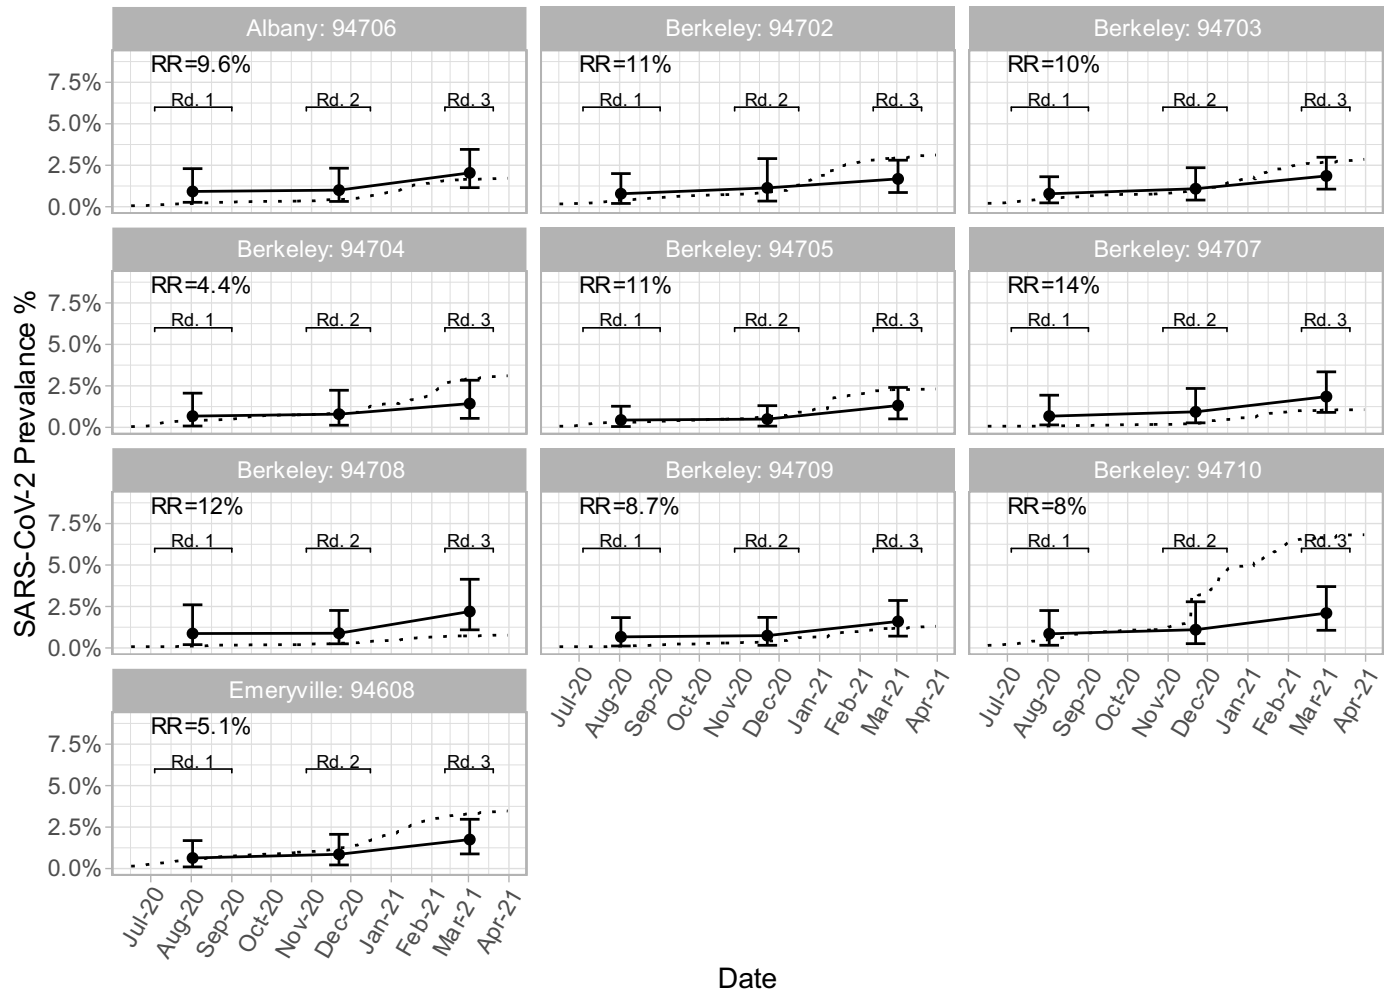 Albany: 94706
Berkeley: 94702
Berkeley: 94703
RR=9.6%
RR=11%
RR=10%
7.5%
Rd. 1
Rd. 2
Rd. 3
Rd. 1
Rd. 2
Rd. 3
Rd. 1
Rd. 2
Rd. 3
5.0%
2.5%
0.0%
Berkeley: 94704
Berkeley: 94705
Berkeley: 94707
RR=4.4%
RR=11%
RR=14%
7.5%
Rd. 1
Rd. 2
Rd. 3
Rd. 1
Rd. 2
Rd. 3
Rd. 1
Rd. 2
Rd. 3
5.0%
2.5%
0.0%
SARS-CoV-2 Prevalance %
Berkeley: 94708
Berkeley: 94709
Berkeley: 94710
RR=12%
RR=8.7%
RR=8%
7.5%
Rd. 1
Rd. 2
Rd. 3
Rd. 1
Rd. 2
Rd. 3
Rd. 1
Rd. 2
Rd. 3
5.0%
2.5%
0.0%
Jul-20
Aug-20
Sep-20
Oct-20
Nov-20
Dec-20
Jan-21
Feb-21
Mar-21
Apr-21
Jul-20
Aug-20
Sep-20
Oct-20
Nov-20
Dec-20
Jan-21
Feb-21
Mar-21
Apr-21
Emeryville: 94608
RR=5.1%
7.5%
Rd. 1
Rd. 2
Rd. 3
5.0%
2.5%
0.0%
Jul-20
Aug-20
Sep-20
Oct-20
Nov-20
Dec-20
Jan-21
Feb-21
Mar-21
Apr-21
Date